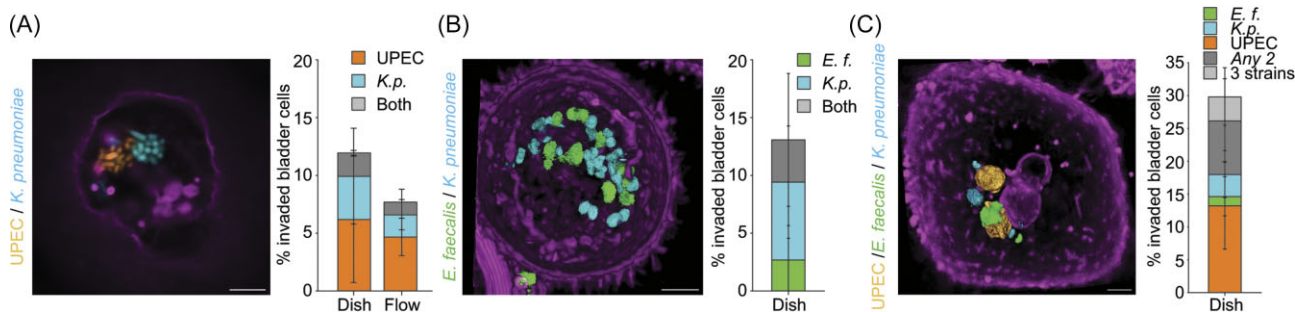 (A)
UPEC / K. pneumoniae
% invaded bladder cells
UPEC
K.p.
Both
20
15
10
5
0
Dish Flow
(B)
E. faecalis / K. pneumoniae
% invaded bladder cells
E. f.
K.p.
Both
20
15
10
5
0
Dish
(C)
UPEC /E. faecalis / K. pneumoniae
% invaded bladder cells
E. f.
K.p.
UPEC
Any 2
3 strains
35
30
25
20
15
10
5
0
Dish